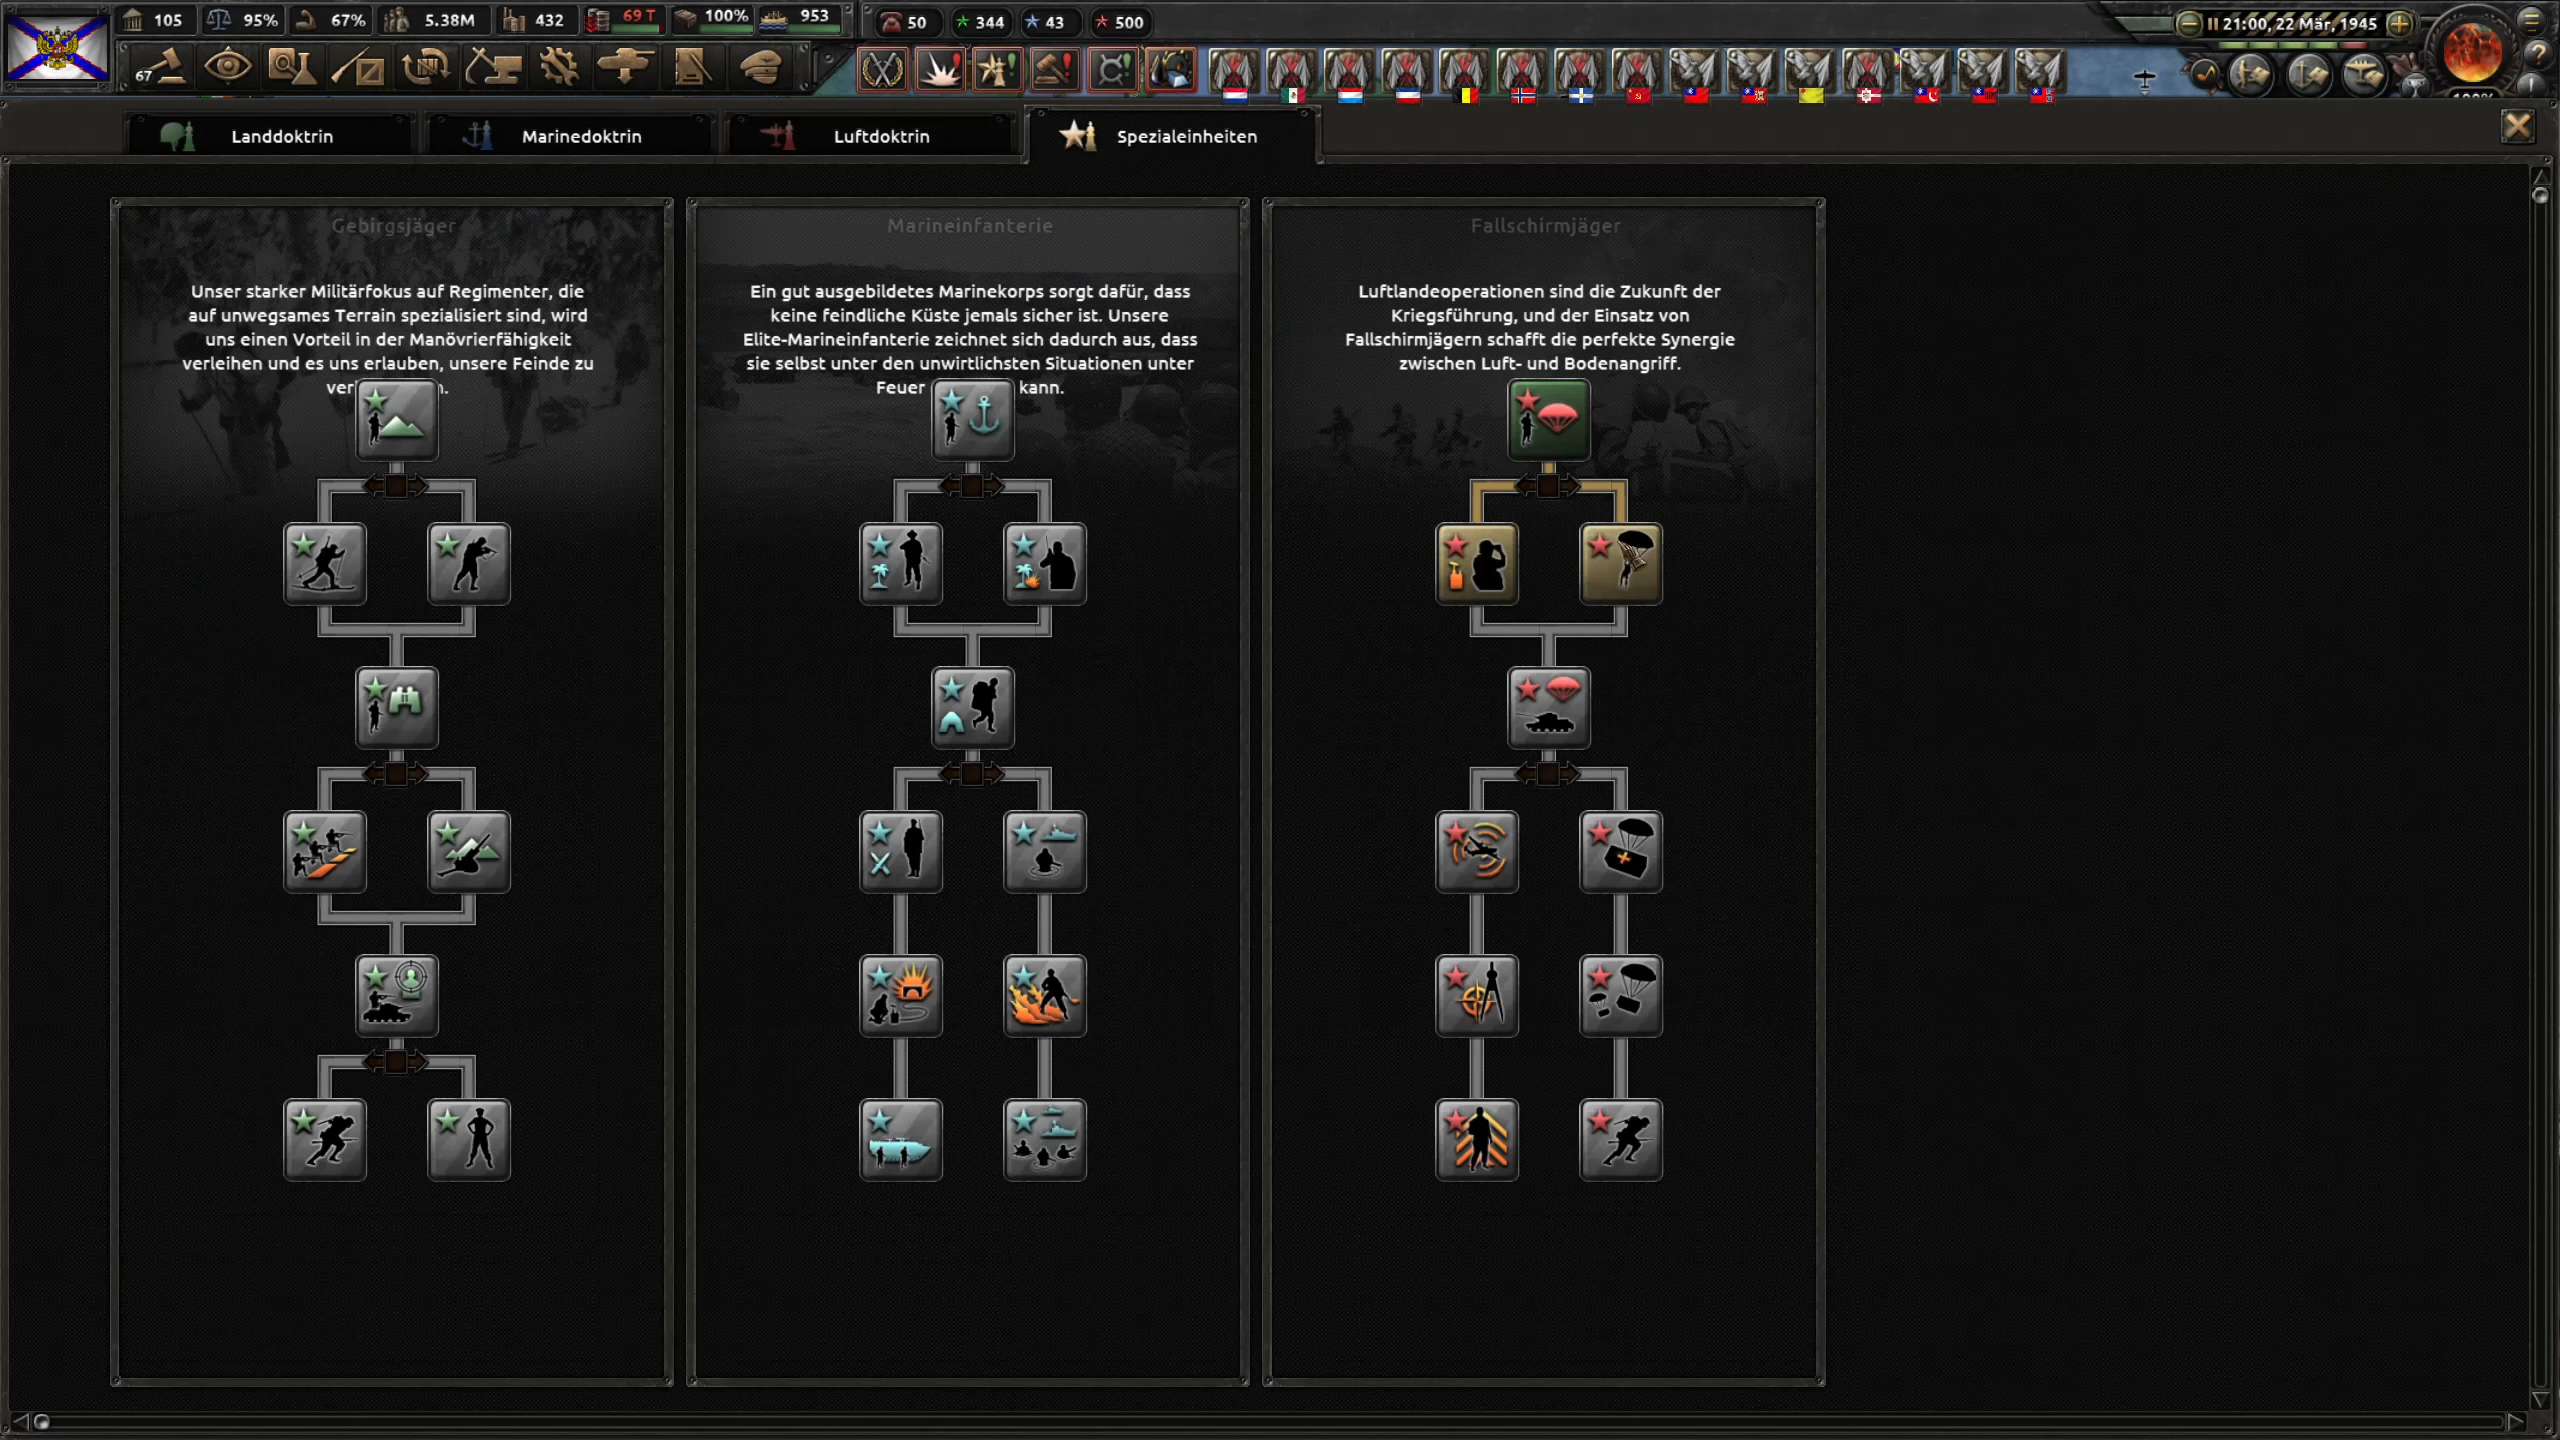 105 95% 67% 5.38M 432 69 T 100% 953 50 344 43 500 21:00, 22 Mär, 1945
67
Landdoktrin Marinedoktrin Luftdoktrin Spezialeinheiten
Gebirgsjäger
Unser starker Militärfokus auf Regimenter, die
auf unwegsames Terrain spezialisiert sind, wird
uns einen Vorteil in der Manövrierfähigkeit
verleihen und es uns erlauben, unsere Feinde zu
Marineinfanterie
Ein gut ausgebildetes Marinekorps sorgt dafür, dass
keine feindliche Küste jemals sicher ist. Unsere
Elite-Marineinfanterie zeichnet sich dadurch aus, dass
sie selbst unter den unwirtlichsten Situationen unter
Feuer kann.
Fallschirmjäger
Luftlandeoperationen sind die Zukunft der
Kriegsführung, und der Einsatz von
Fallschirmjägern schafft die perfekte Synergie
zwischen Luft- und Bodenangriff.